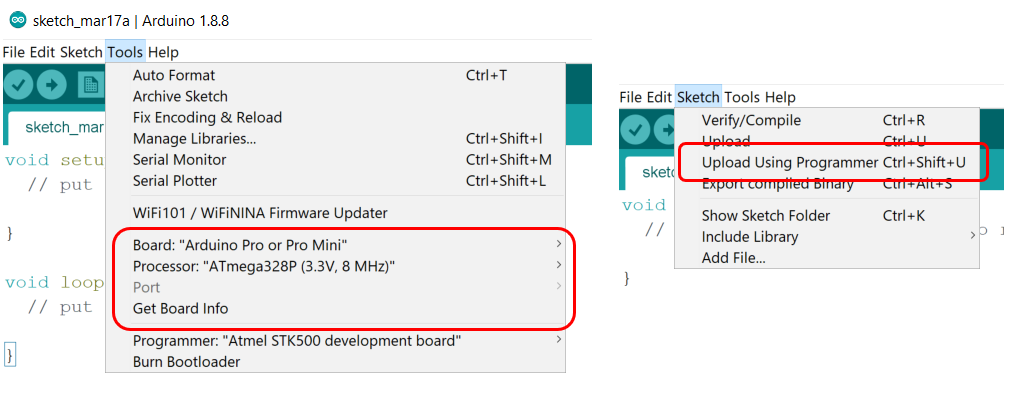 sketch_mar17a | Arduino 1.8.8
File Edit Sketch Tools Help
Auto Format Ctrl+T
Archive Sketch
Fix Encoding & Reload
Manage Libraries... Ctrl+Shift+I
Serial Monitor Ctrl+Shift+M
Serial Plotter Ctrl+Shift+L
WiFi101 / WiFiNINA Firmware Updater
Board: "Arduino Pro or Pro Mini"
Processor: "ATmega328P (3.3V, 8 MHz)"
Port
Get Board Info
Programmer: "Atmel STK500 development board"
Burn Bootloader
sketch_mar
void setu
// put
}
void loop
// put
}
File Edit Sketch Tools Help
Verify/Compile Ctrl+R
Upload Ctrl+U
Upload Using Programmer Ctrl+Shift+U
Export compiled Binary Ctrl+Alt+S
Show Sketch Folder Ctrl+K
Include Library
Add File...
sketc
void
//
}